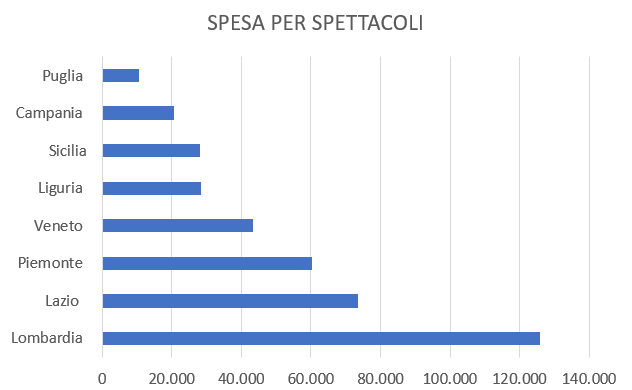 SPESA PER SPETTACOLI
Puglia
Campania
Sicilia
Liguria
Veneto
Piemonte
Lazio
Lombardia
0 20.000 40.000 60.000 80.000 100.000 120.000 140.000